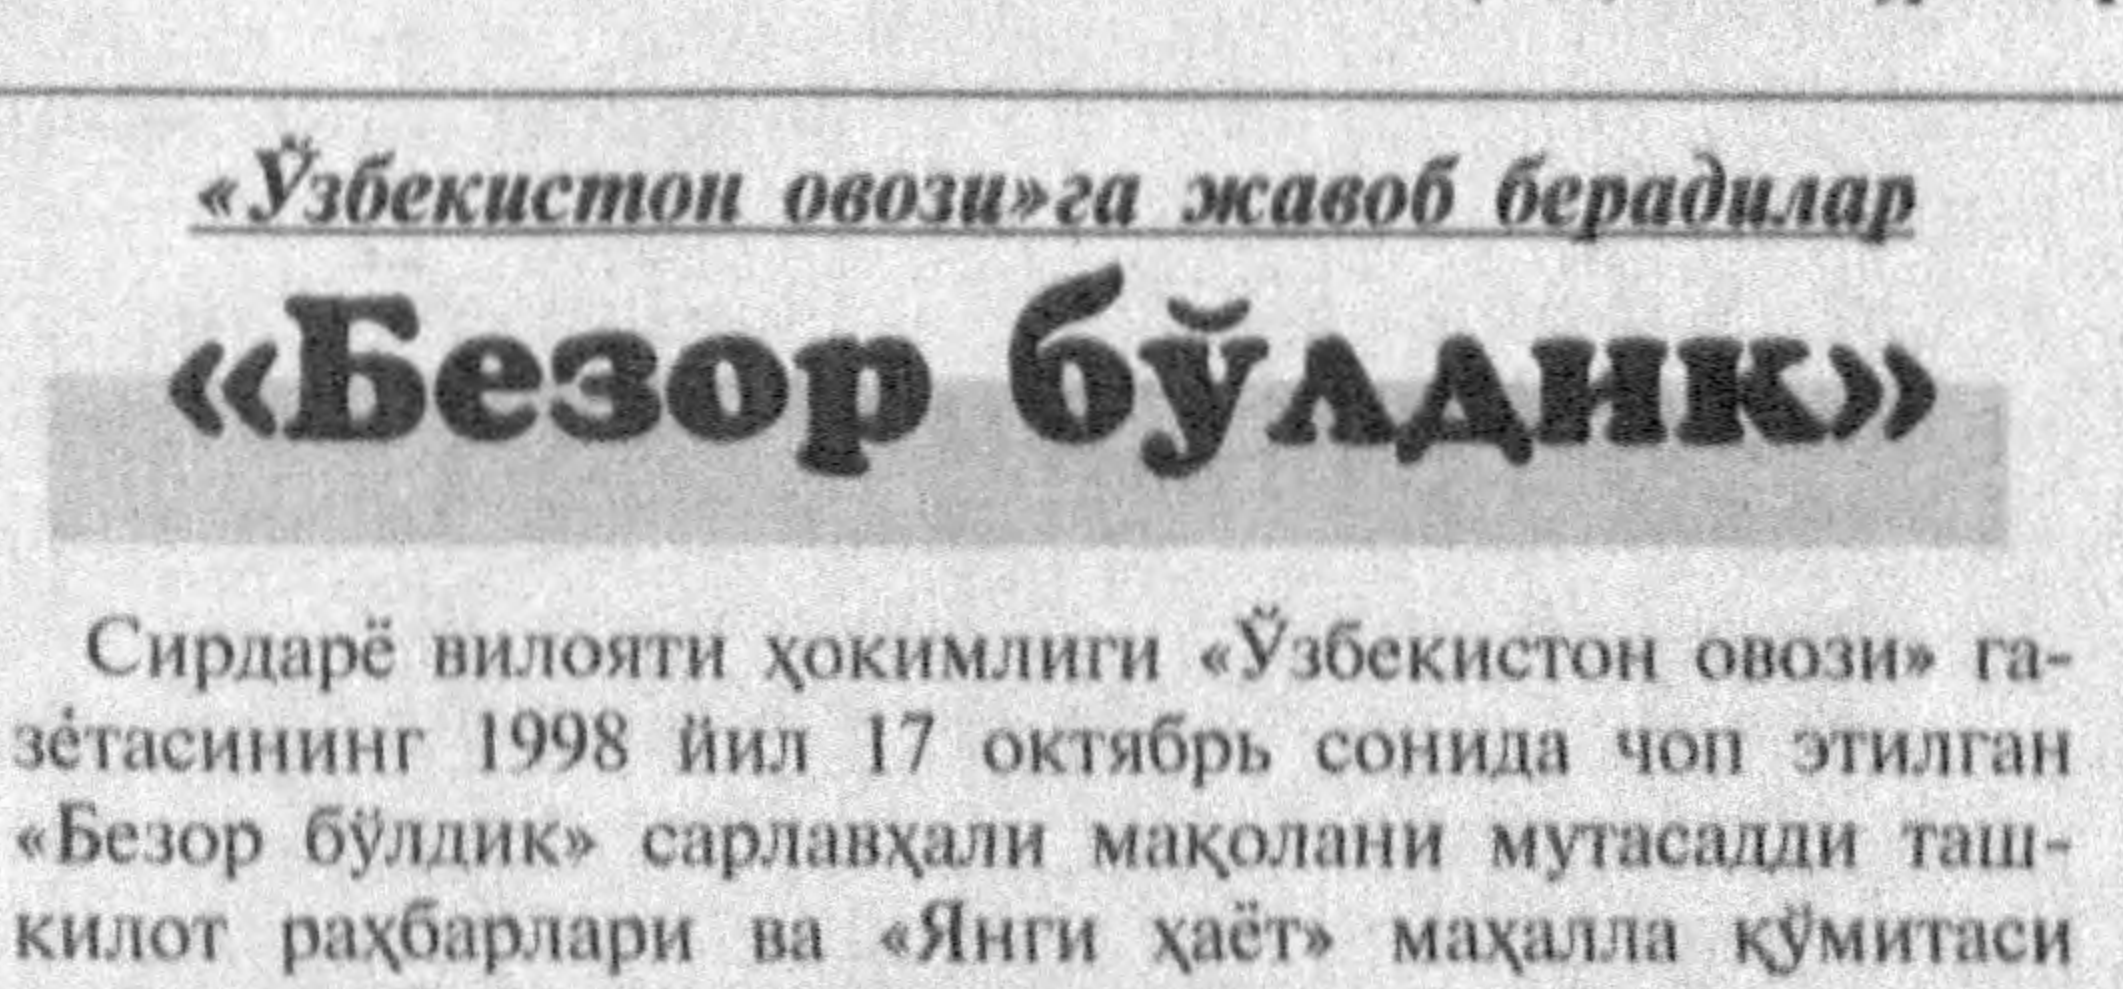 «Ўзбекистон овози»га жавоб берадилар
«Безор бўлдик»
Сирдарё вилояти ҳокимлиги «Ўзбекистон овози» га-
зетасининг 1998 йил 17 октябрь сонида чоп этилган
«Безор бўлдик» сарлавҳали мақолани мутасадди таш-
килот раҳбарлари ва «Янги ҳаёт» маҳалла қўмитаси